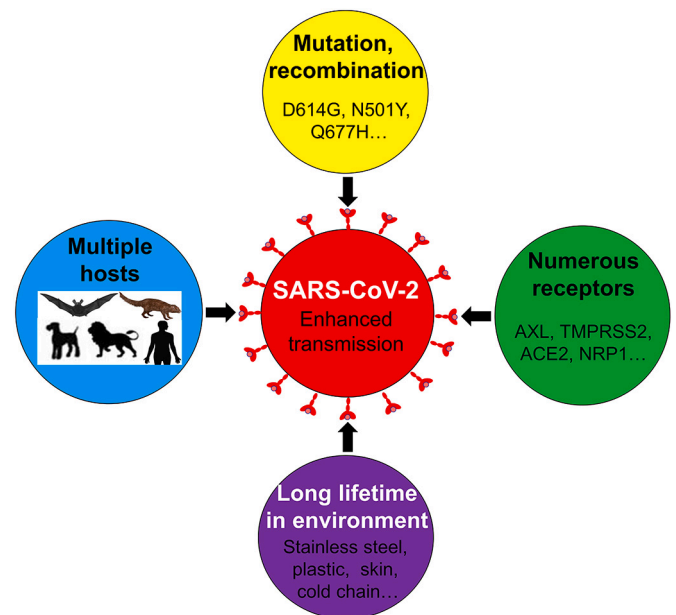 Mutation,
recombination
D614G, N501Y,
Q677H…
Multiple
hosts
SARS-CoV-2
Enhanced
transmission
Numerous
receptors
AXL, TMPRSS2,
ACE2, NRP1…
Long lifetime
in environment
Stainless steel,
plastic, skin,
cold chain…